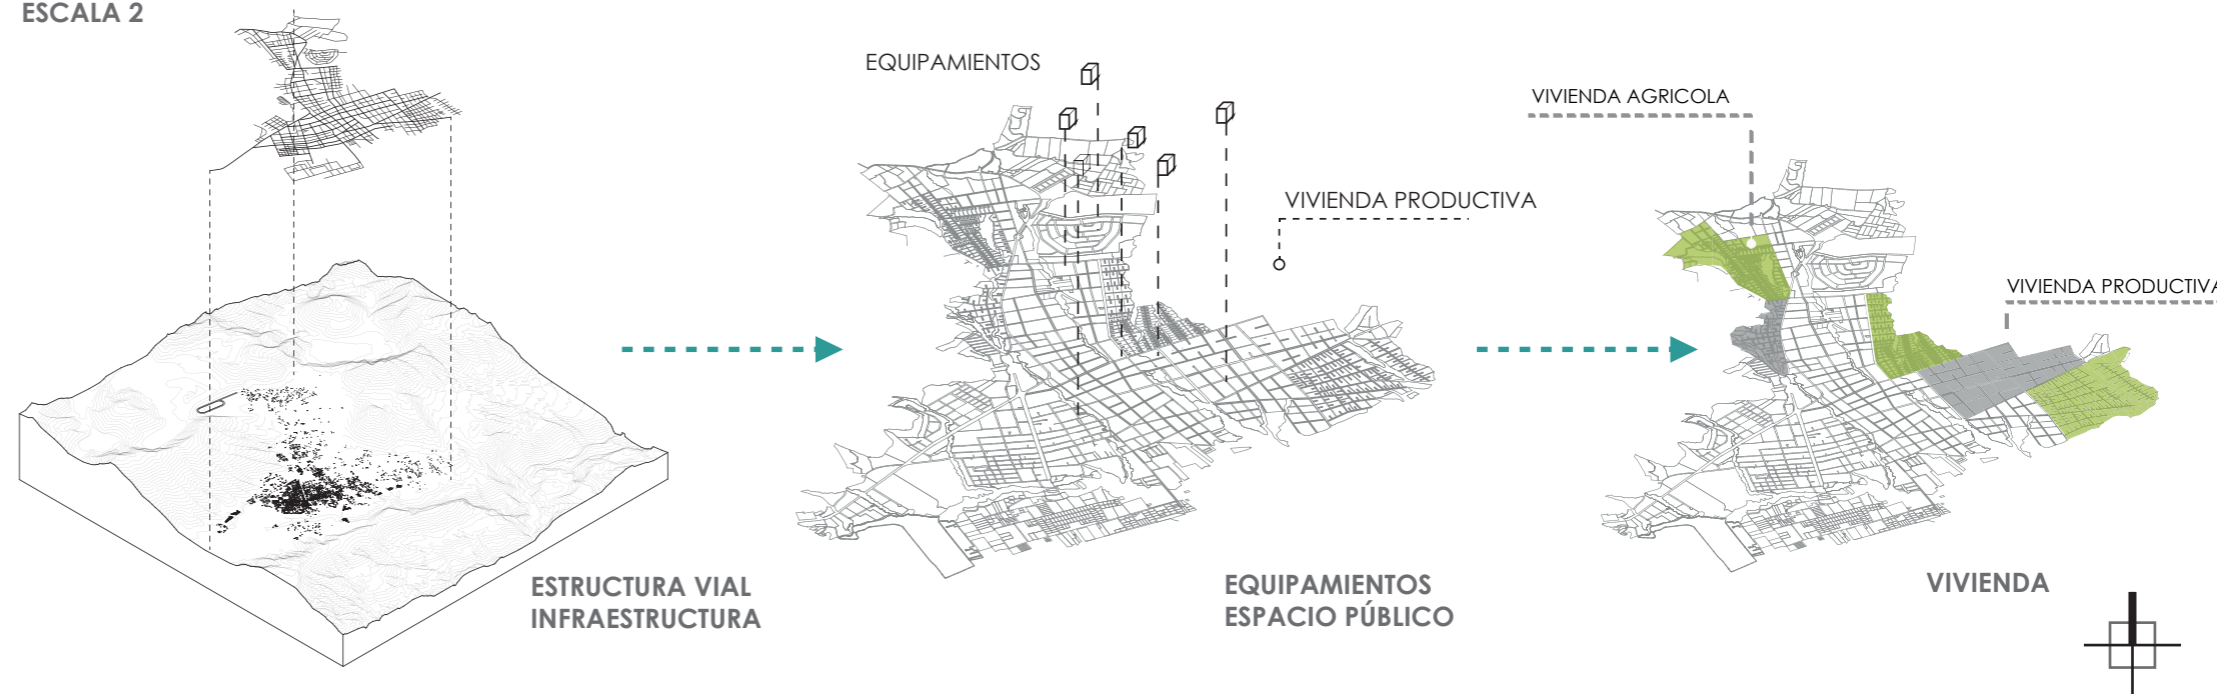 ESCALA 2
EQUIPAMIENTOS
VIVIENDA PRODUCTIVA
VIVIENDA AGRICOLA
VIVIENDA PRODUCTIVA
ESTRUCTURA VIAL
INFRAESTRUCTURA
EQUIPAMIENTOS
ESPACIO PÚBLICO
VIVIENDA